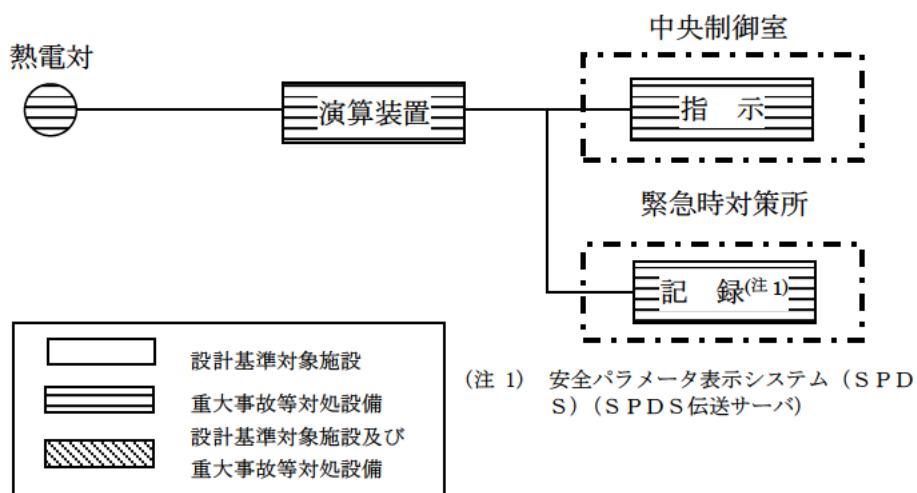 中央制御室
熱電対
演算装置
指 示
緊急時対策所
記 録(注 1)
設計基準対象施設
重大事故等対処設備
設計基準対象施設及び
重大事故等対処設備
(注 1) 安全パラメータ表示システム（ＳＰＤ
Ｓ）（ＳＰＤＳ伝送サーバ）